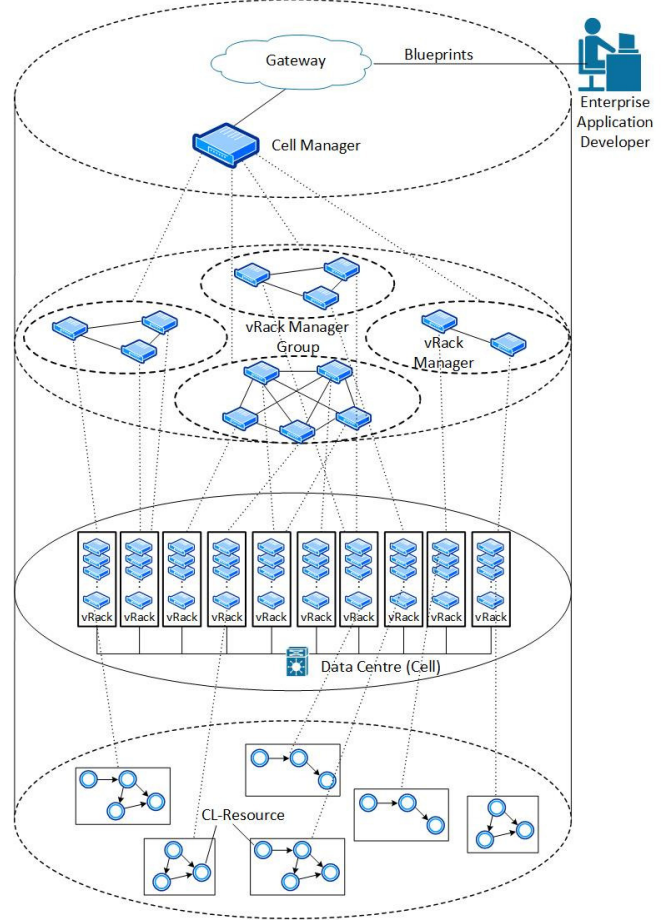 Gateway
Blueprints
Enterprise
Application
Developer
Cell Manager
vRack Manager
Group
vRack
Manager
vRack vRack vRack vRack vRack vRack vRack vRack vRack vRack
Data Centre (Cell)
CL-Resource